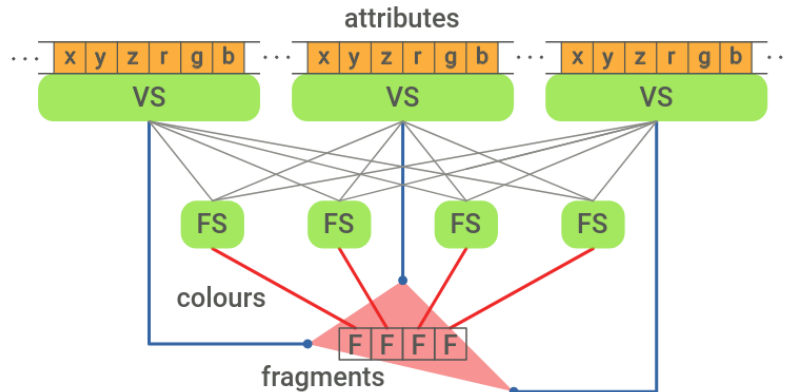 attributes
... x y z r g b ... x y z r g b ... x y z r g b ..
VS VS VS
FS FS FS FS
colours
F F F F
fragments